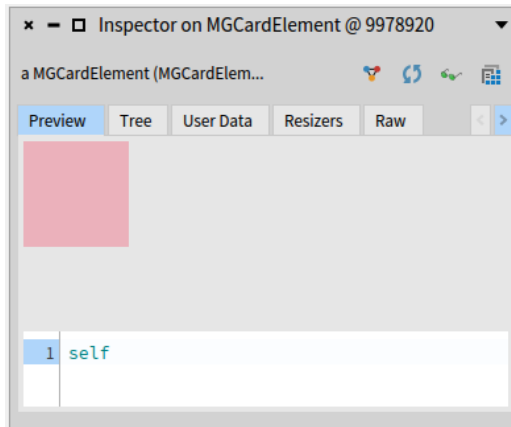 Inspector on MGCardElement @ 9978920
a MGCardElement (MGCardElem...
Preview Tree User Data Resizers Raw
1 self